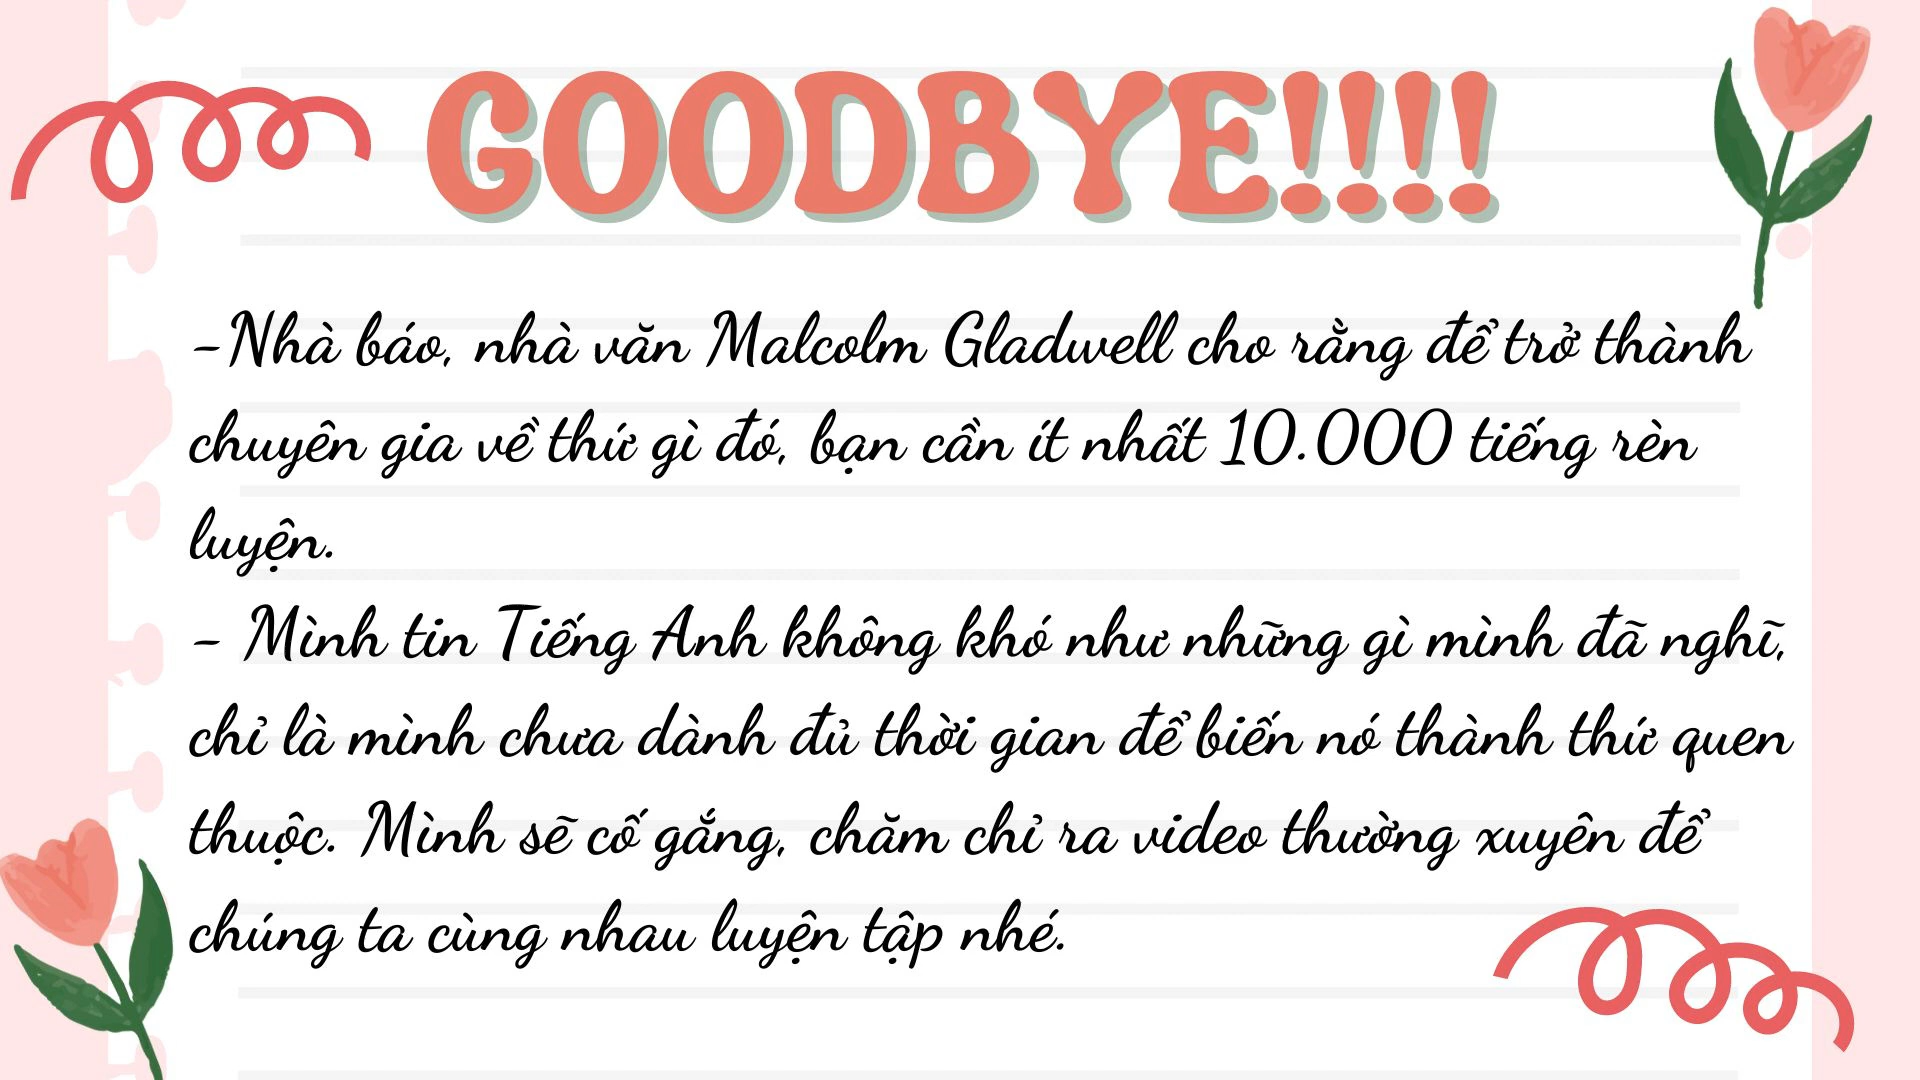 GOODBYE!!!!
-Nhà báo, nhà văn Malcolm Gladwell cho rằng để trở thành
chuyên gia về thứ gì đó, bạn cần ít nhất 10.000 tiếng rèn
luyện.
- Mình tin Tiếng Anh không khó như những gì mình đã nghĩ,
chỉ là mình chưa dành đủ thời gian để biến nó thành thứ quen
thuộc. Mình sẽ cố gắng, chăm chỉ ra video thường xuyên để
chúng ta cùng nhau luyện tập nhé.